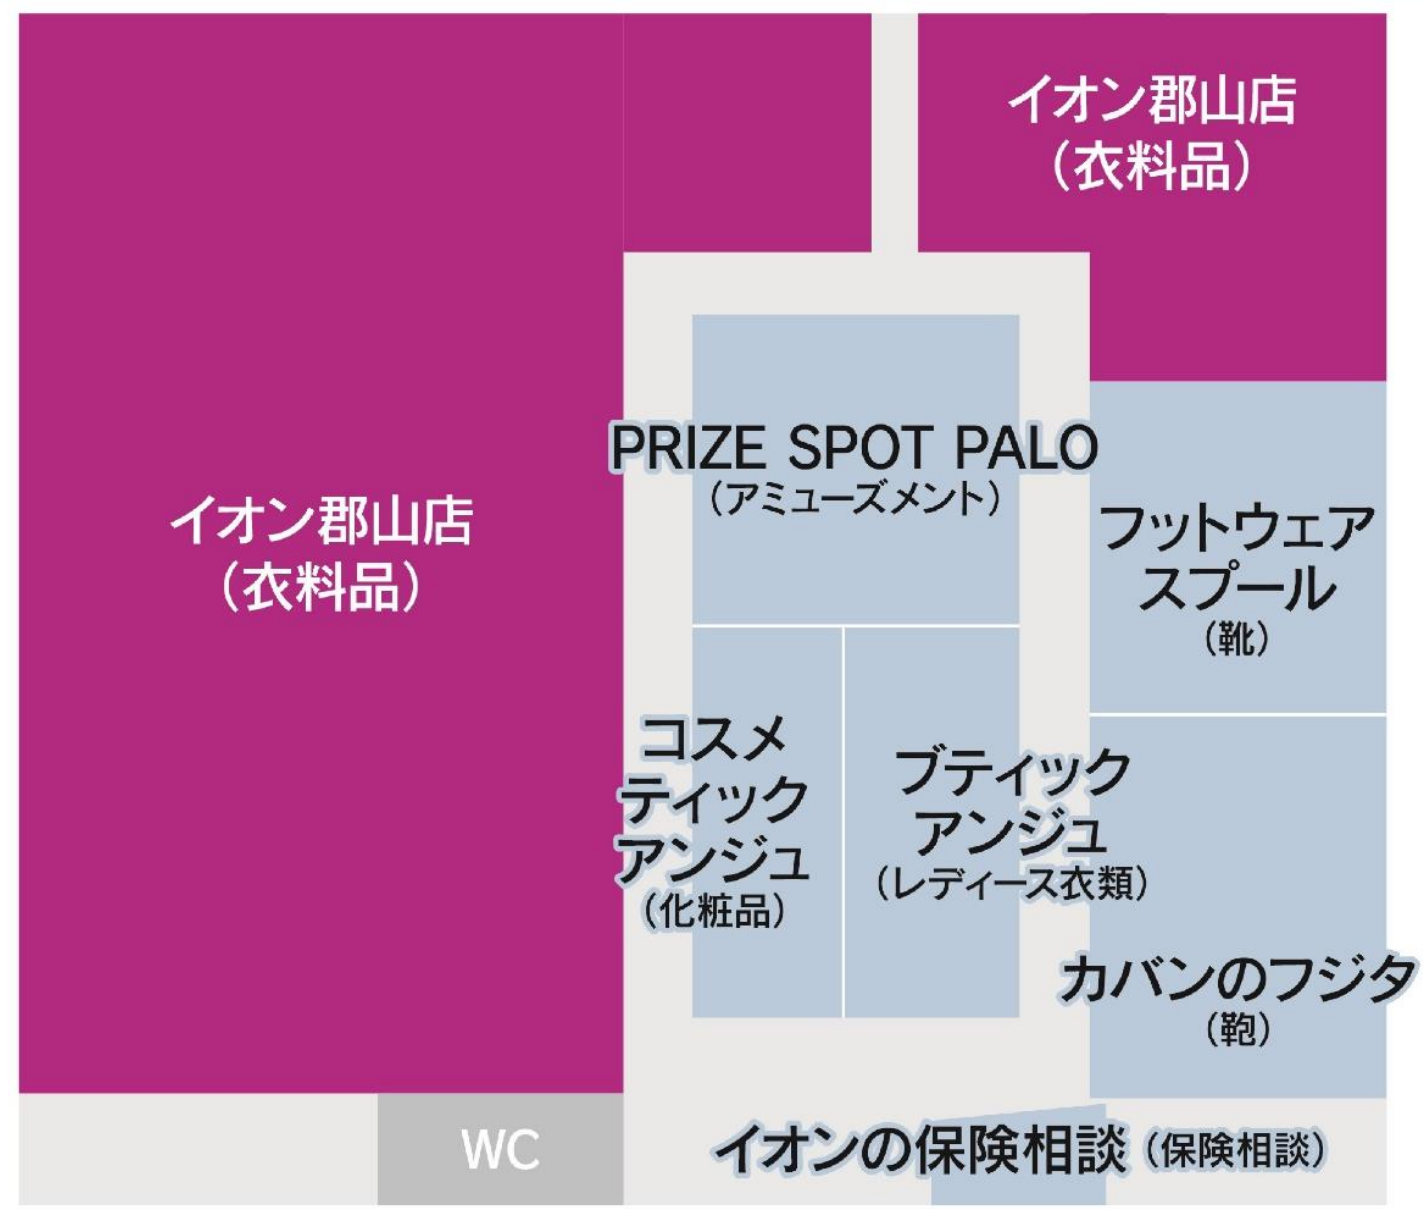 イオン郡山店
（衣料品）
イオン郡山店
（衣料品）
PRIZE SPOT PALO
（アミューズメント）
フットウェア
スプール
（靴）
コスメ
ティック
アンジュ
（化粧品）
ブティック
アンジュ
（レディース衣類）
カバンのフジタ
（鞄）
WC
イオンの保険相談（保険相談）